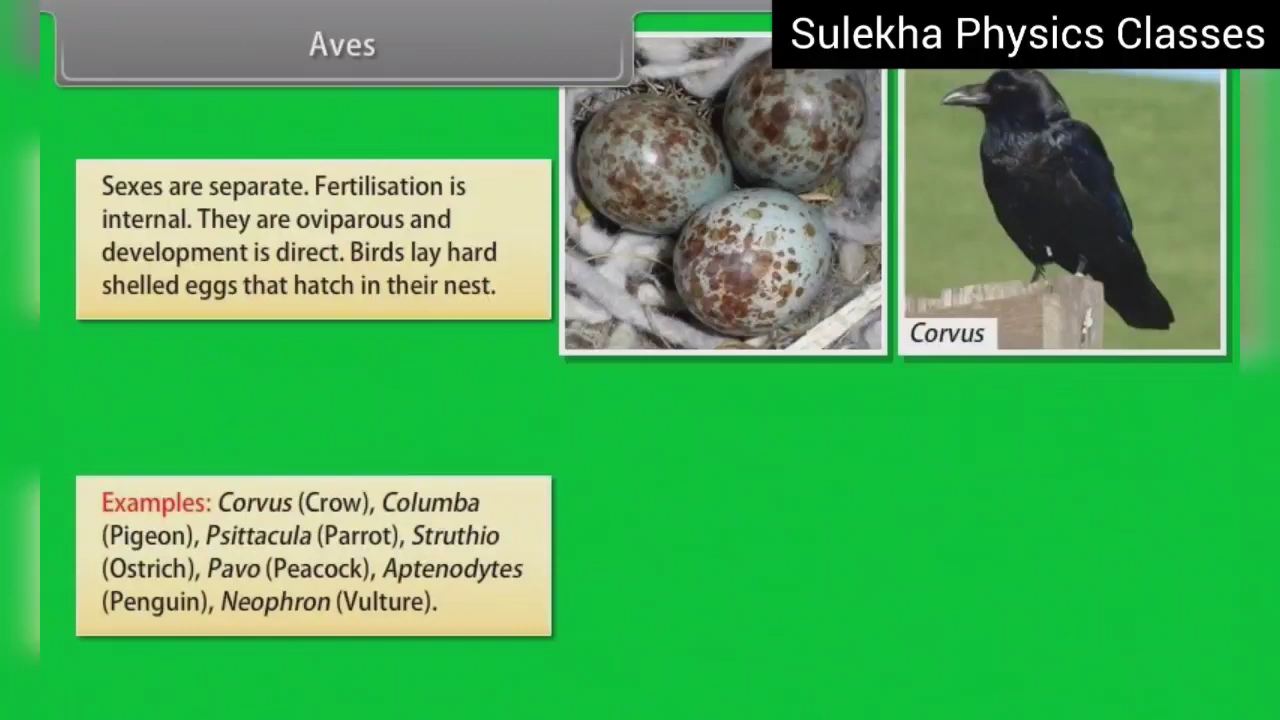 Aves
Sulekha Physics Classes
Sexes are separate. Fertilisation is
internal. They are oviparous and
development is direct. Birds lay hard
shelled eggs that hatch in their nest.
Corvus
Examples: Corvus (Crow), Columba
(Pigeon), Psittacula (Parrot), Struthio
(Ostrich), Pavo (Peacock), Aptenodytes
(Penguin), Neophron (Vulture).